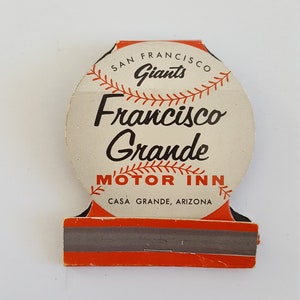 SAN FRANCISCO
Giants
Francisco
Grande
MOTOR INN
CASA GRANDE, ARIZONA